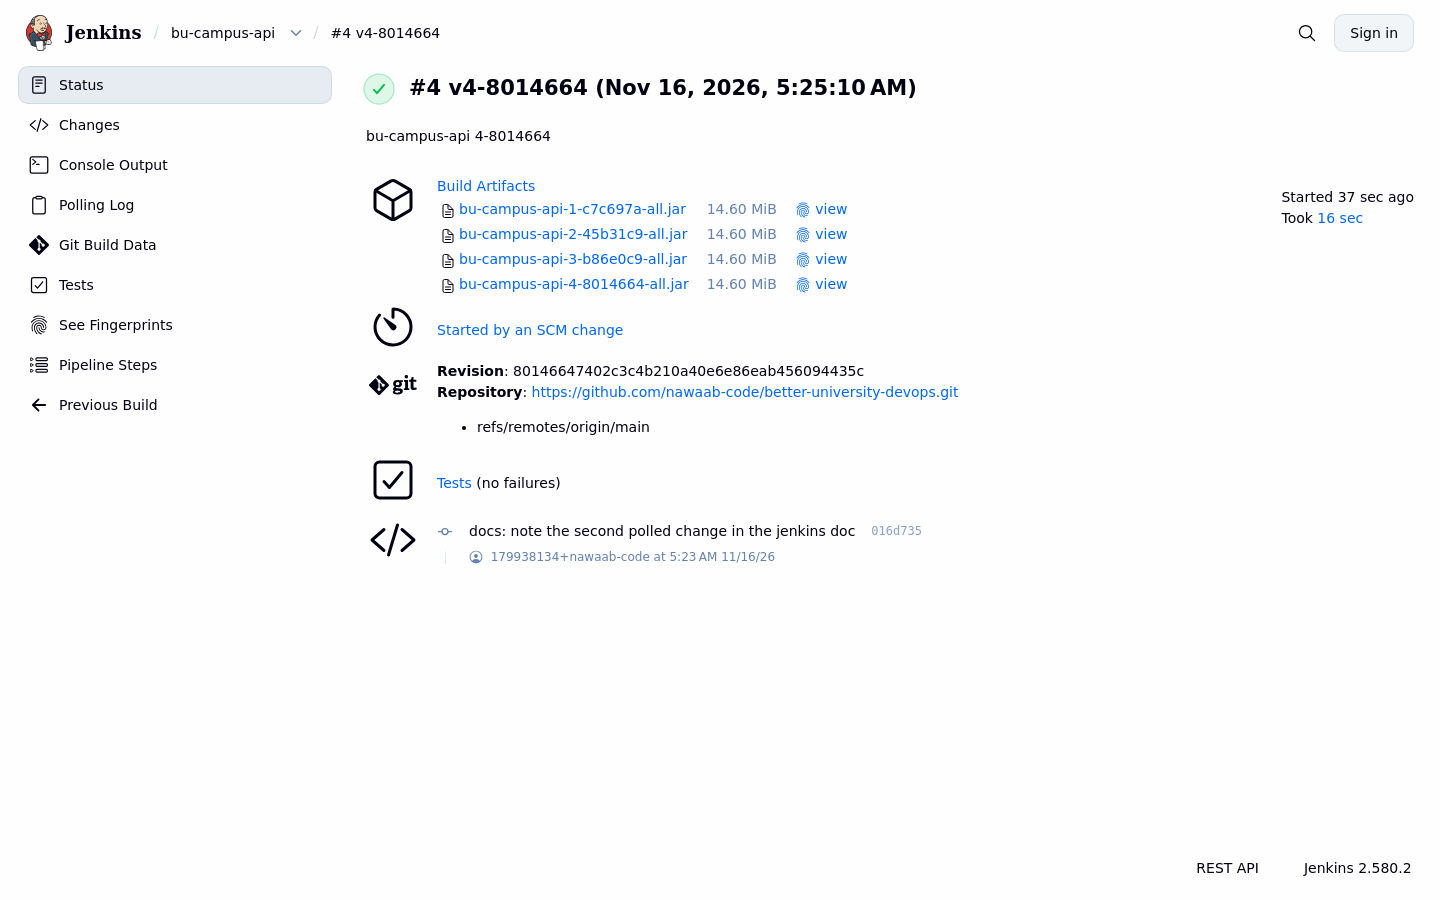 Jenkins / bu-campus-api / #4 v4-8014664
Sign in
Status
Changes
Console Output
Polling Log
Git Build Data
Tests
See Fingerprints
Pipeline Steps
Previous Build
#4 v4-8014664 (Nov 16, 2026, 5:25:10 AM)
bu-campus-api 4-8014664
Started 37 sec ago
Took 16 sec
Build Artifacts
bu-campus-api-1-c7c697a-all.jar 14.60 MiB view
bu-campus-api-2-45b31c9-all.jar 14.60 MiB view
bu-campus-api-3-b86e0c9-all.jar 14.60 MiB view
bu-campus-api-4-8014664-all.jar 14.60 MiB view
Started by an SCM change
git
Revision: 80146647402c3c4b210a40e6e86eab456094435c
Repository: https://github.com/nawaab-code/better-university-devops.git
• refs/remotes/origin/main
Tests (no failures)
docs: note the second polled change in the jenkins doc 016d735
179938134+nawaab-code at 5:23 AM 11/16/26
REST API
Jenkins 2.580.2